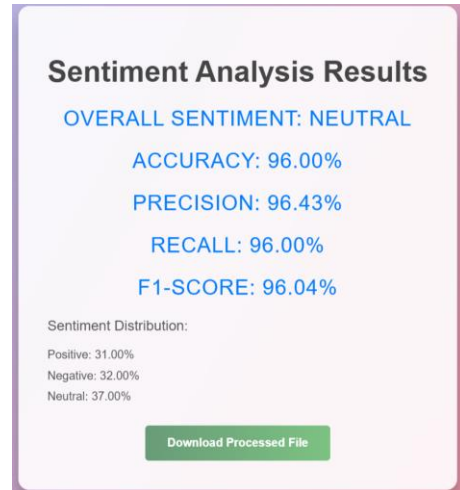 Sentiment Analysis Results
OVERALL SENTIMENT: NEUTRAL
ACCURACY: 96.00%
PRECISION: 96.43%
RECALL: 96.00%
F1-SCORE: 96.04%
Sentiment Distribution:
Positive: 31.00%
Negative: 32.00%
Neutral: 37.00%
Download Processed File